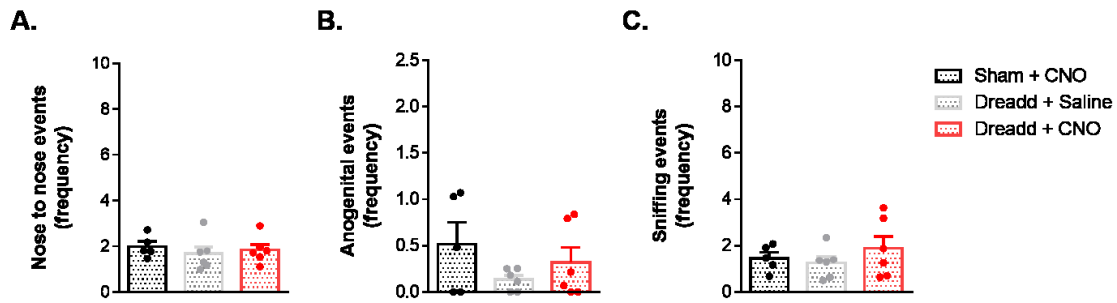 A.
Nose to nose events
(frequency)
10
8
6
4
2
0
B.
Anogenital events
(frequency)
2.5
2.0
1.5
1.0
0.5
0.0
C.
Sniffing events
(frequency)
10
8
6
4
2
0
Sham + CNO
Dreadd + Saline
Dreadd + CNO